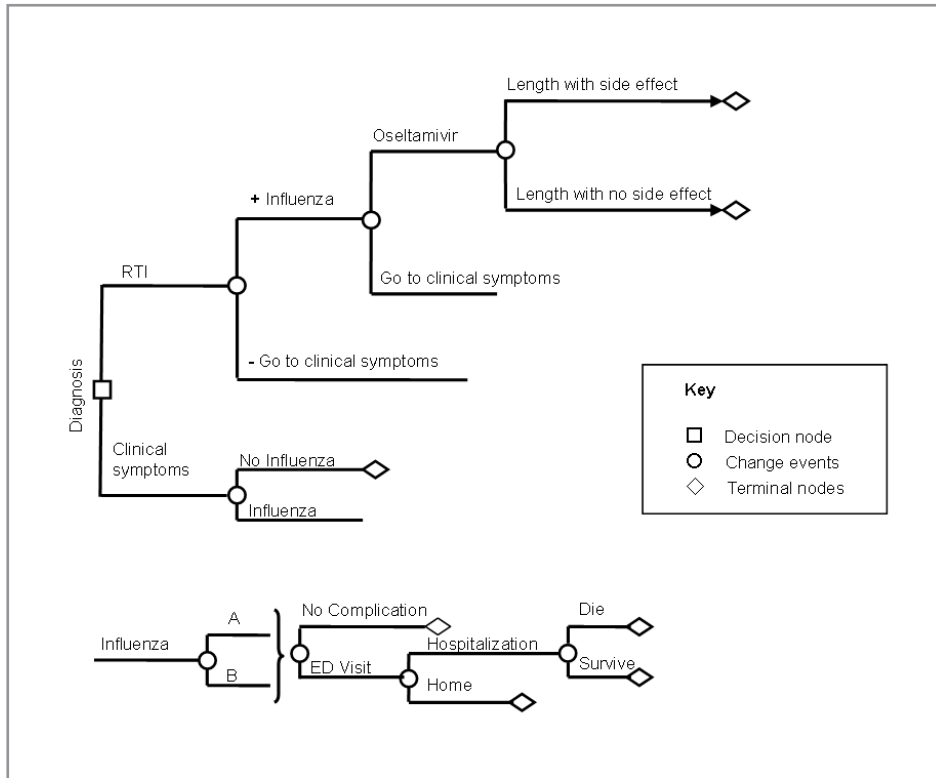 Length with side effect
Oseltamivir
Length with no side effect
+ Influenza
Go to clinical symptoms
RTI
- Go to clinical symptoms
Diagnosis
Clinical
symptoms
No Influenza
Influenza
Key
Decision node
Change events
Terminal nodes
Influenza
A
B
No Complication
ED Visit
Hospitalization
Home
Die
Survive